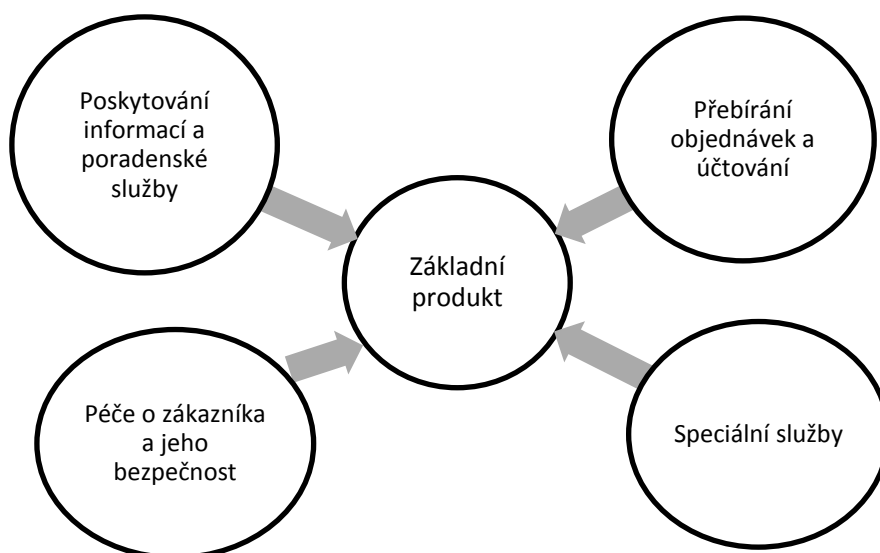 Poskytování
informací a
poradenské
služby
Přebírání
objednávek a
účtování
Základní
produkt
Péče o zákazníka
a jeho
bezpečnost
Speciální služby